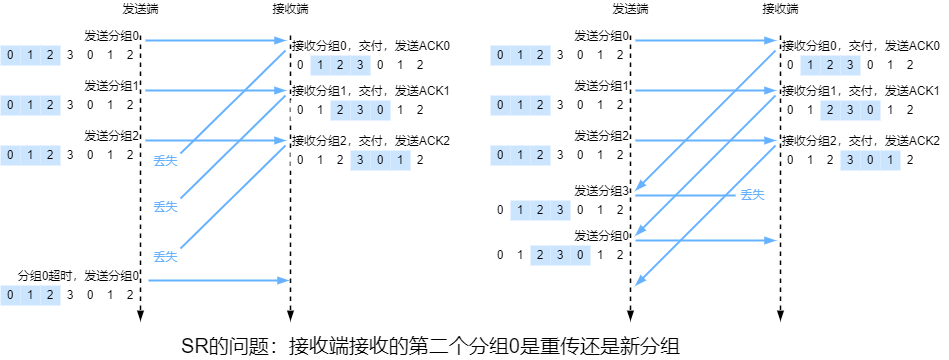 发送端 接收端 发送端 接收端
发送分组0 发送分组0
接收分组0，交付，发送ACK0 接收分组0，交付，发送ACK0
0 1 2 3 0 1 2 0 1 2 3 0 1 2
0 1 2 3 0 1 2 0 1 2 3 0 1 2
发送分组1 发送分组1
接收分组1，交付，发送ACK1 接收分组1，交付，发送ACK1
0 1 2 3 0 1 2 0 1 2 3 0 1 2
0 1 2 3 0 1 2 0 1 2 3 0 1 2
发送分组2 发送分组2
接收分组2，交付，发送ACK2 接收分组2，交付，发送ACK2
0 1 2 3 0 1 2 0 1 2 3 0 1 2
丢失
0 1 2 3 0 1 2 0 1 2 3 0 1 2
发送分组3
丢失
丢失
0 1 2 3 0 1 2
发送分组0
丢失
0 1 2 3 0 1 2
分组0超时，发送分组0
0 1 2 3 0 1 2
SR的问题：接收端接收的第二个分组0是重传还是新分组